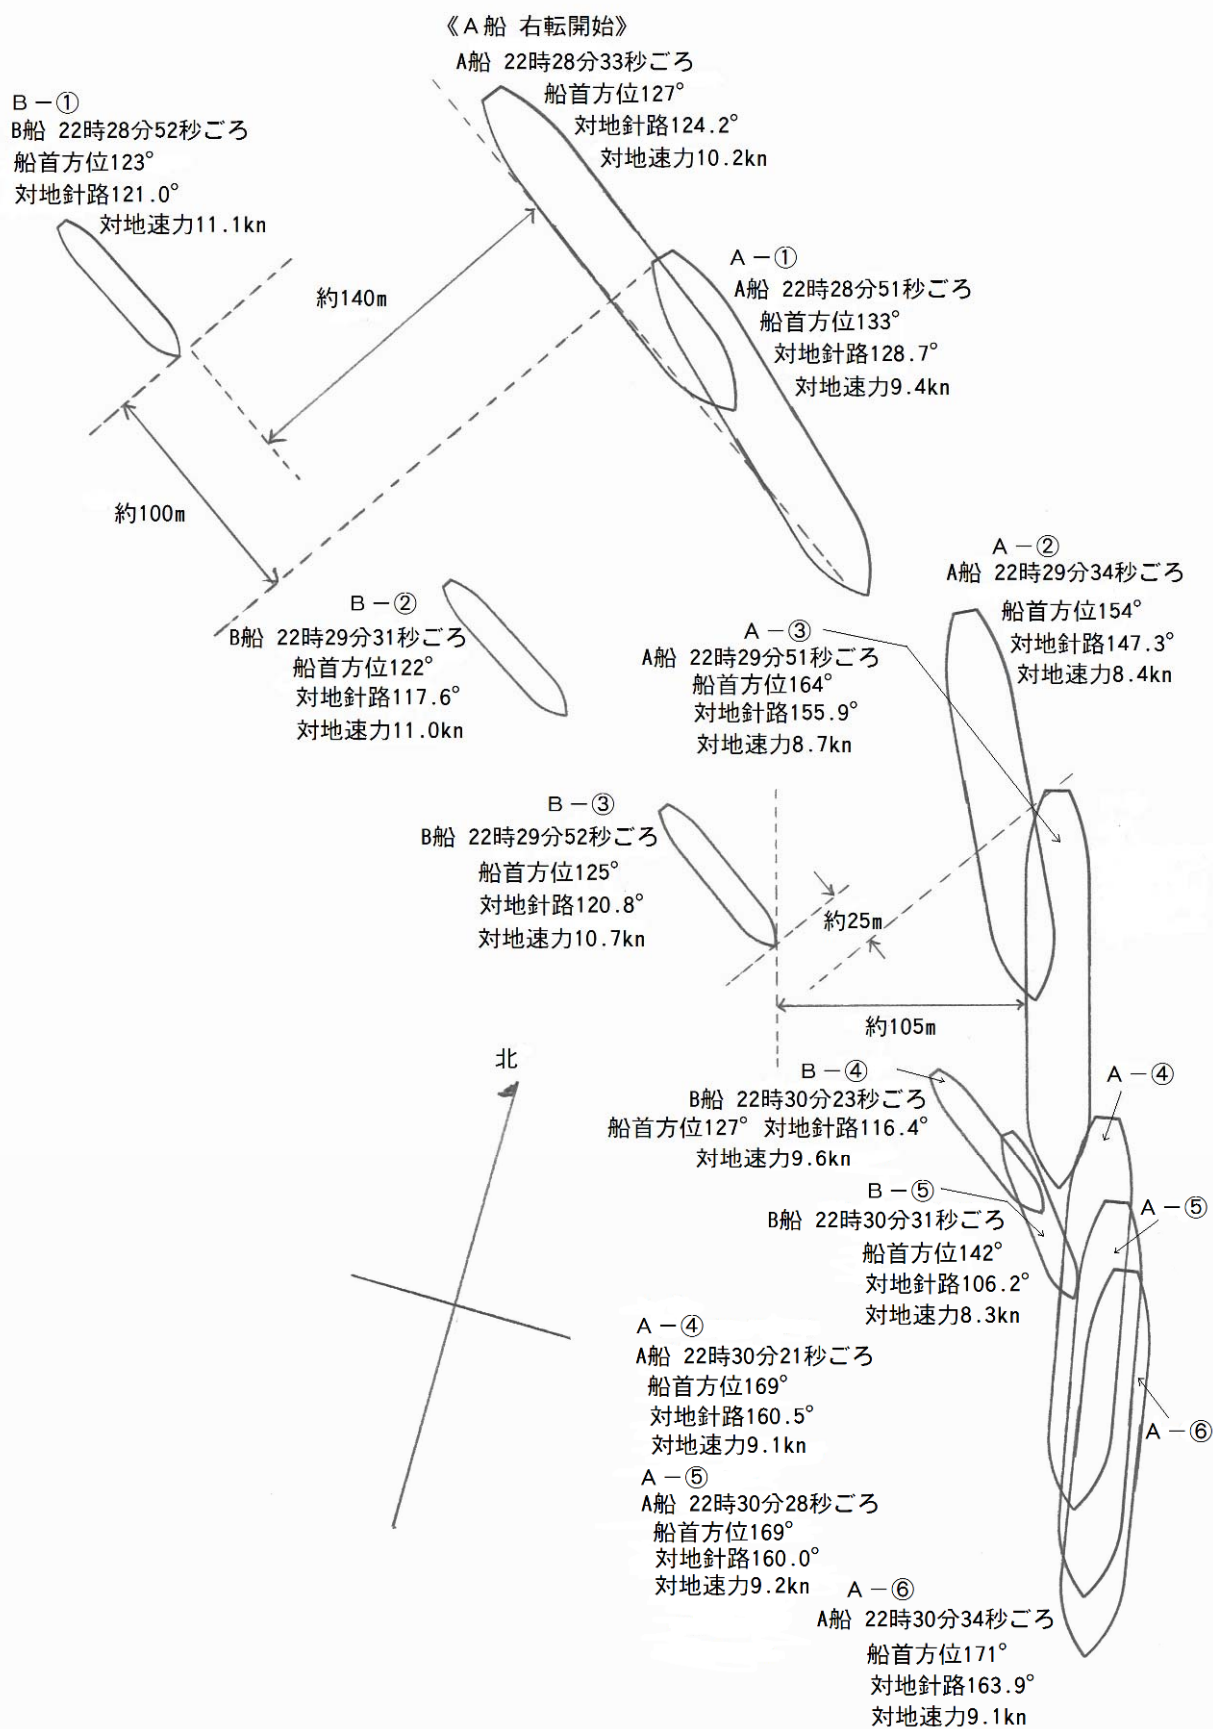 《A船 右転開始》
A船 22時28分33秒ごろ
船首方位127°
対地針路124.2°
対地速力10.2kn
B－①
B船 22時28分52秒ごろ
船首方位123°
対地針路121.0°
対地速力11.1kn
A－①
A船 22時28分51秒ごろ
船首方位133°
対地針路128.7°
対地速力9.4kn
約140m
約100m
A－②
A船 22時29分34秒ごろ
船首方位154°
対地針路147.3°
対地速力8.4kn
B－②
B船 22時29分31秒ごろ
船首方位122°
対地針路117.6°
対地速力11.0kn
A－③
A船 22時29分51秒ごろ
船首方位164°
対地針路155.9°
対地速力8.7kn
B－③
B船 22時29分52秒ごろ
船首方位125°
対地針路120.8°
対地速力10.7kn
約25m
約105m
北
B－④
B船 22時30分23秒ごろ
船首方位127° 対地針路116.4°
対地速力9.6kn
A－④
B－⑤
B船 22時30分31秒ごろ
船首方位142°
対地針路106.2°
対地速力8.3kn
A－⑤
A－⑥
A－④
A船 22時30分21秒ごろ
船首方位169°
対地針路160.5°
対地速力9.1kn
A－⑤
A船 22時30分28秒ごろ
船首方位169°
対地針路160.0°
対地速力9.2kn
A－⑥
A船 22時30分34秒ごろ
船首方位171°
対地針路163.9°
対地速力9.1kn